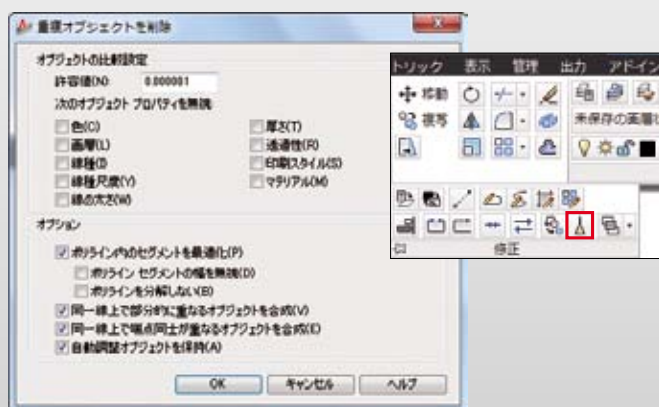 重複オブジェクトを削除
オブジェクトの比較設定
許容値(N): 0.000001
次のオブジェクト プロパティを無視:
色(C)
画層(L)
線種(I)
線種尺度(Y)
線の太さ(W)
厚さ(T)
透過性(R)
印刷スタイル(S)
マテリアル(M)
オプション
ポリライン内のセグメントを最適化(P)
ポリライン セグメントの幅を無視(D)
ポリラインを分解しない(B)
同一線上で部分的に重なるオブジェクトを合成(V)
同一線上で端点同士が重なるオブジェクトを合成(E)
自動調整オブジェクトを保持(A)
OK キャンセル ヘルプ
トリック 表示 管理 出力 アドイン
移動
複写
未保存の画層
修正